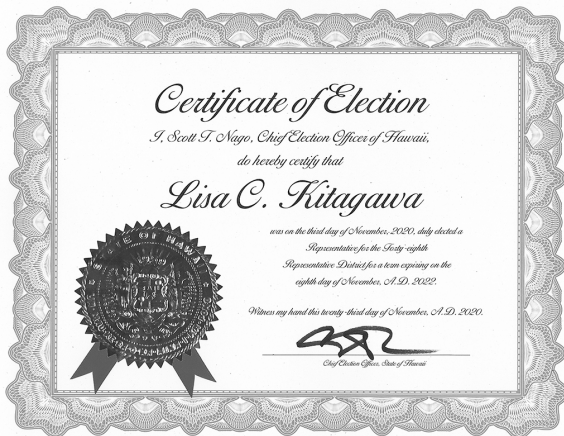 Certificate of Election
I, Scott T. Nago, Chief Election Officer of Hawaii,
do hereby certify that
Lisa C. Kitagawa
was on the third day of November, 2020, duly elected a
Representative for the Forty-eighth
Representative District for a term expiring on the
eighth day of November, A.D. 2022.
Witness my hand this twenty-third day of November, A.D. 2020.
Chief Election Officer, State of Hawaii
STATE OF HAWAII